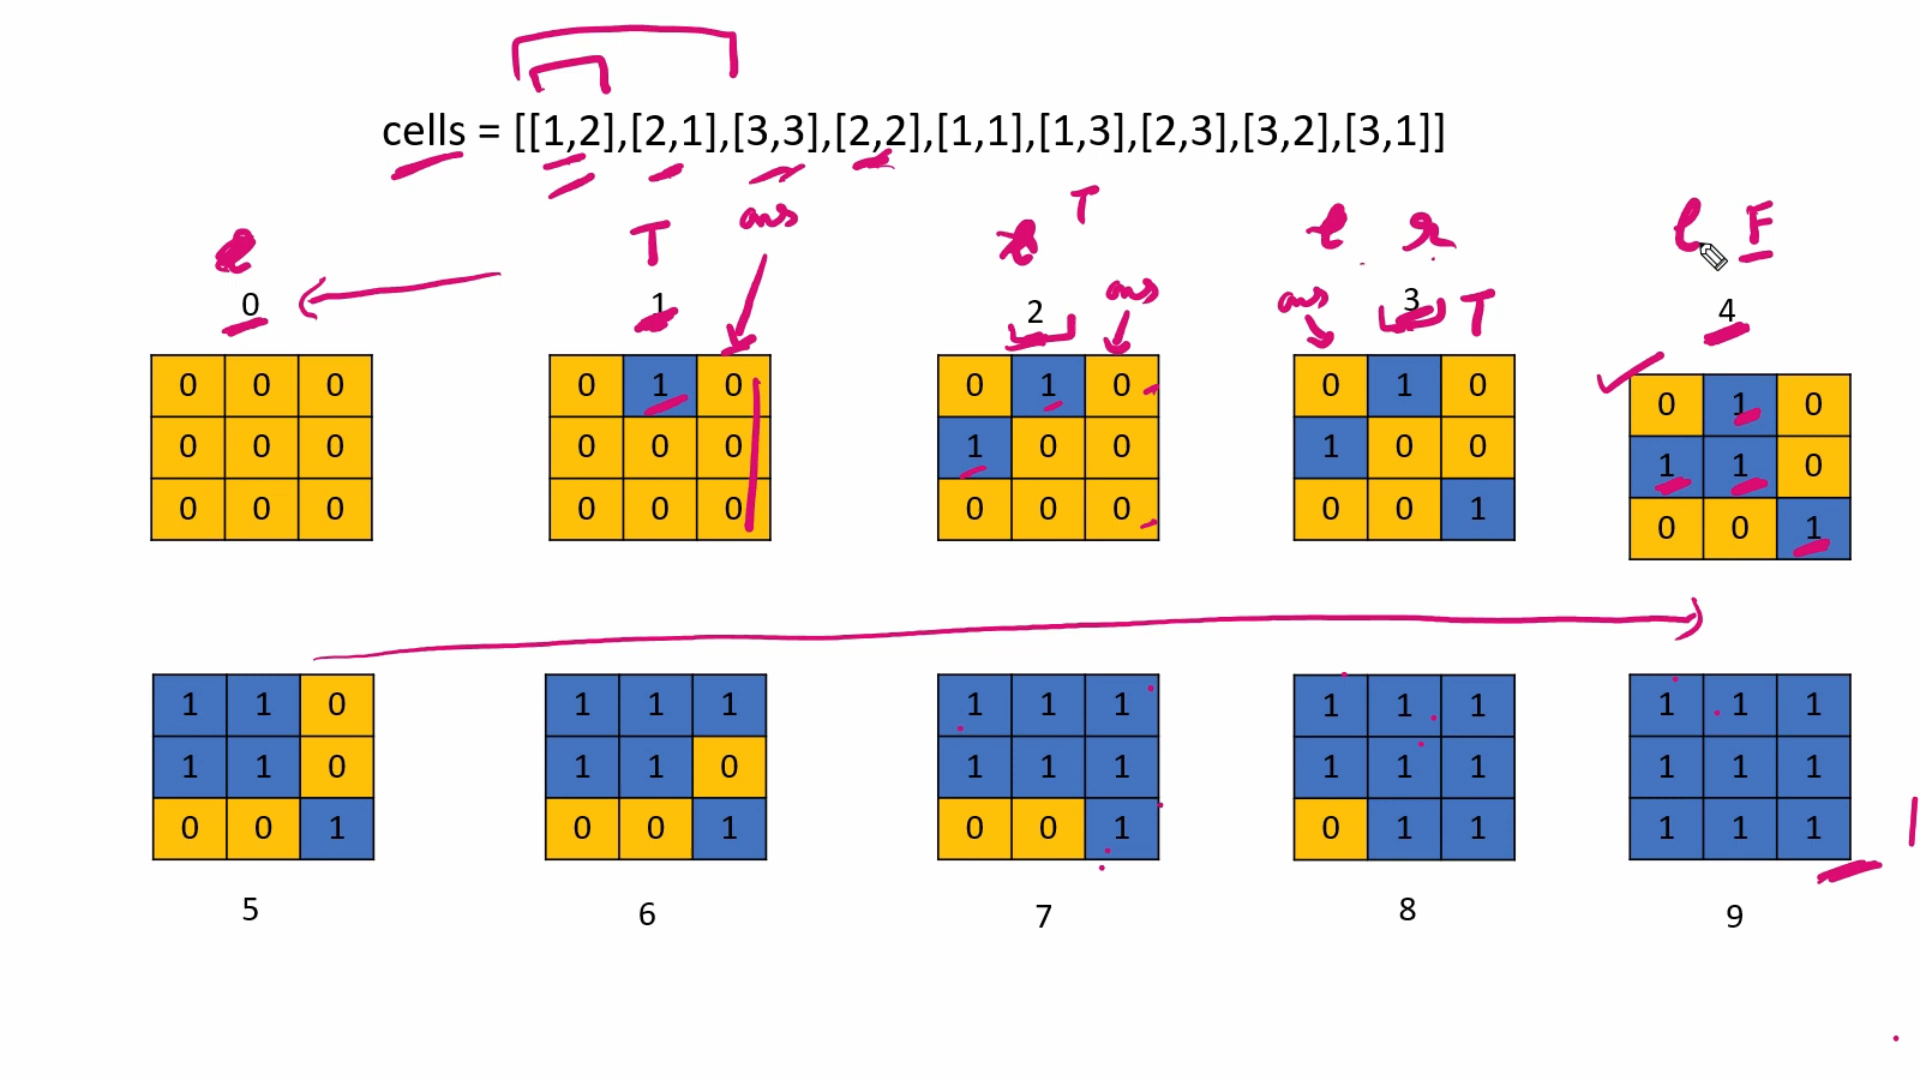 cells = [[1,2],[2,1],[3,3],[2,2],[1,1],[1,3],[2,3],[3,2],[3,1]]
T ans T l r l F
0 1 2 ans ans 3 T 4
0 0 0 0 1 0 0 1 0 0 1 0 0 1 0
0 0 0 0 0 0 1 0 0 1 0 0 1 1 0
0 0 0 0 0 0 0 0 0 0 0 1 0 0 1
1 1 0 1 1 1 1 1 1 1 1 1 1 1 1
1 1 0 1 1 0 1 1 1 1 1 1 1 1 1
0 0 1 0 0 1 0 0 1 0 1 1 1 1 1
5 6 7 8 9